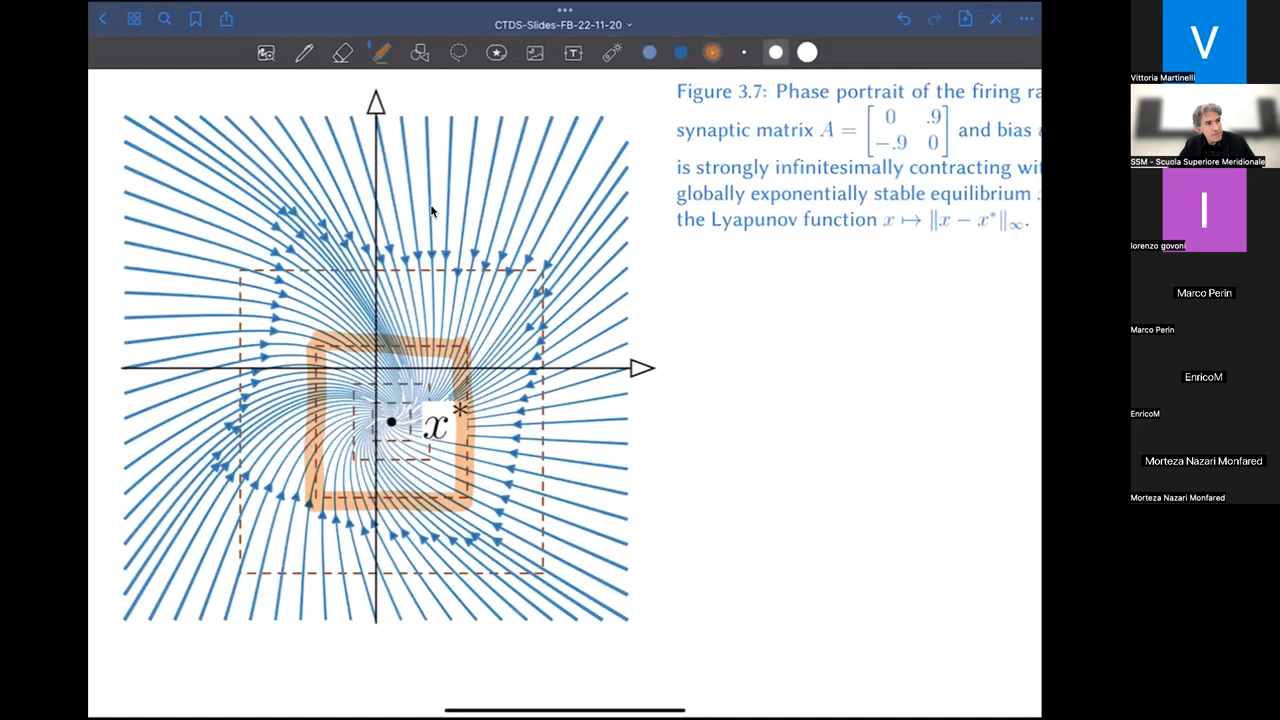 CTDS-Slides-FB-22-11-20
Figure 3.7: Phase portrait of the firing ra
synaptic matrix A = [0 .9
-.9 0] and bias
is strongly infinitesimally contracting wi
globally exponentially stable equilibrium
the Lyapunov function x ↦ ‖x − x*‖∞.
x*
V
Vittoria Martinelli
SSM - Scuola Superiore Meridionale
I
lorenzo govoni
Marco Perin
Marco Perin
EnricoM
EnricoM
Morteza Nazari Monfared
Morteza Nazari Monfared